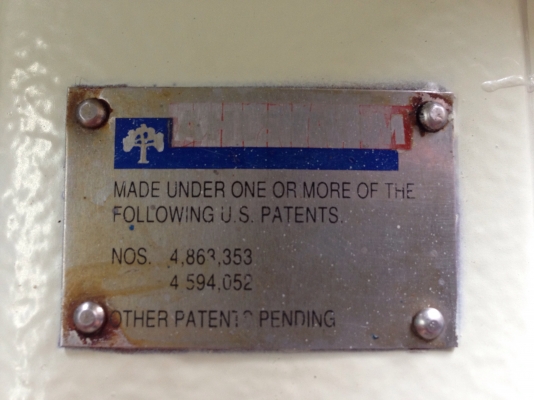 MADE UNDER ONE OR MORE OF THE
FOLLOWING U.S. PATENTS.
NOS. 4,863,353
4 594,052
OTHER PATENTS PENDING